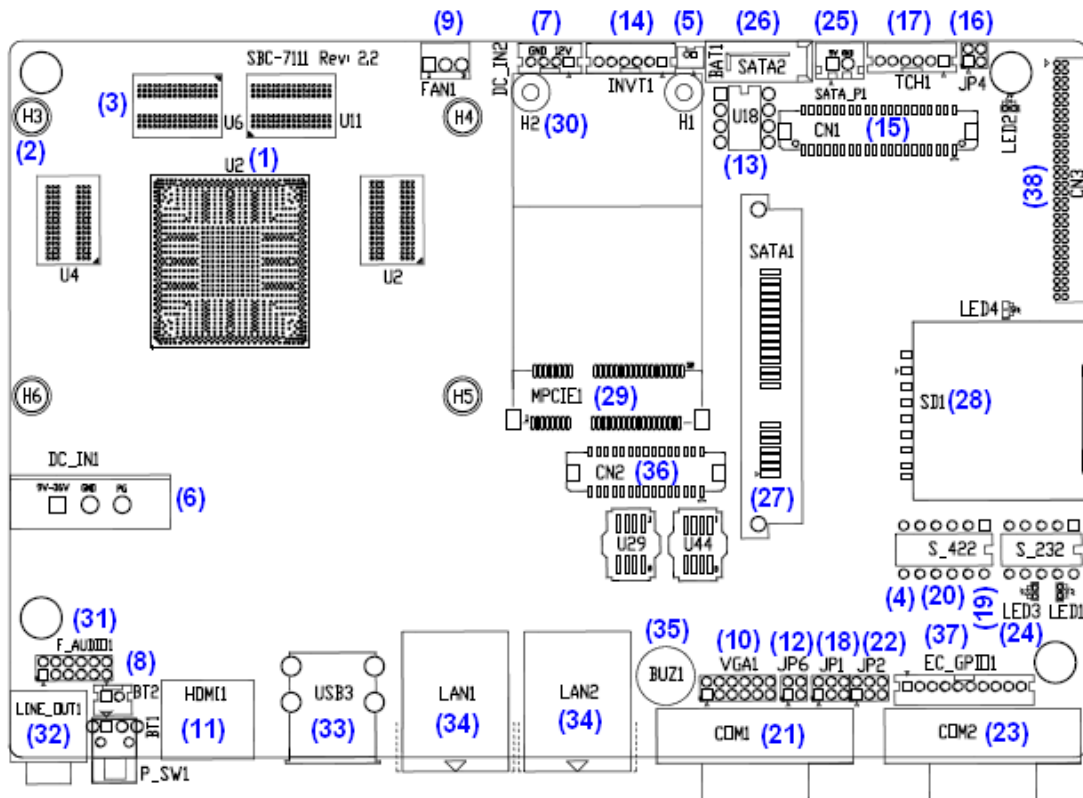 (9) (7) (14) (5) (26) (25) (17) (16)
SBC-7111 Rev: 2.2
DC_IN2
GND 12V
BAT1
SATA2
5V GND
FAN1
INVT1
SATA_P1
TCH1
JP4
(3)
U6
U11
H3
(2)
H4
H2
(30)
H1
U18
CN1
(15)
LED2
(13)
(38)
CN3
U2
(1)
U4
U2
SATA1
LED4
H6
H5
MPCIE1
(29)
SD1
(28)
DC_IN1
9V~36V GND PG
(6)
CN2
(36)
(27)
U29
U44
S_422
S_232
(4)
(20)
(19)
LED3
LED1
(31)
F_AUDIO1
(8)
BT2
(35)
BUZ1
(10) (12) (18) (22) (37) (24)
VGA1 JP6 JP1 JP2 EC_GPIO1
LINE_OUT1
(32)
BT1
P_SW1
HDMI1
(11)
USB3
(33)
LAN1
(34)
LAN2
(34)
COM1
(21)
COM2
(23)